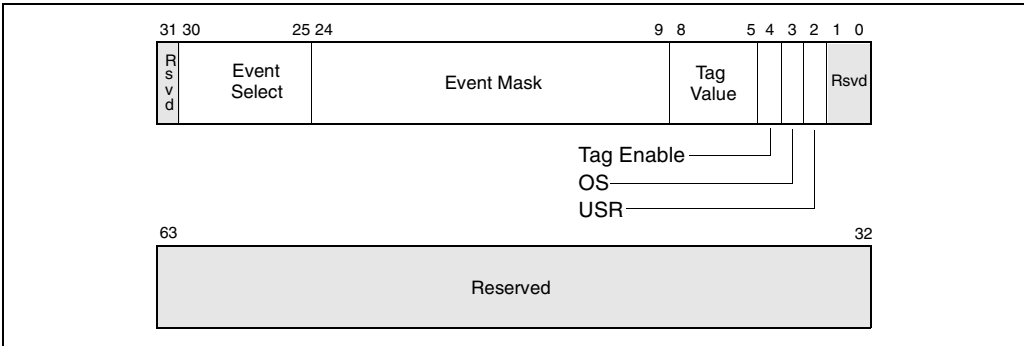 31 30 25 24 9 8 5 4 3 2 1 0
Rsvd
Event
Select
Event Mask
Tag
Value
Rsvd
Tag Enable
OS
USR
63 32
Reserved